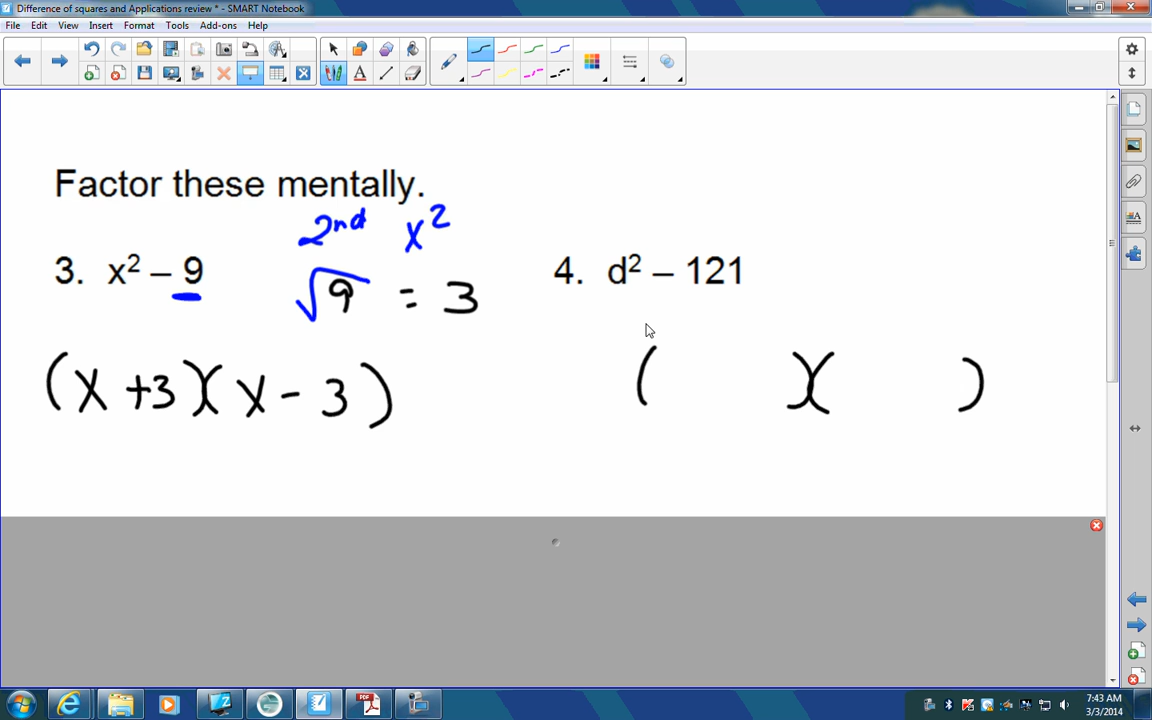 Difference of squares and Applications review * - SMART Notebook
File Edit View Insert Format Tools Add-ons Help
Factor these mentally.
2nd x²
3. x² – 9 √9 = 3 4. d² – 121
(x +3)(x - 3) ( )( )
7:43 AM
3/3/2014